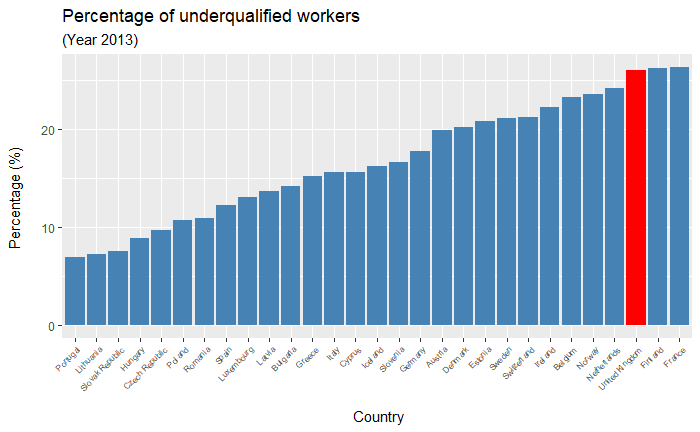 Percentage of underqualified workers
(Year 2013)
Percentage (%)
20
10
0
Portugal
Lithuania
Slovak Republic
Hungary
Czech Republic
Poland
Romania
Spain
Luxembourg
Latvia
Bulgaria
Greece
Italy
Cyprus
Iceland
Slovenia
Germany
Austria
Denmark
Estonia
Sweden
Switzerland
Ireland
Belgium
Norway
Netherlands
United Kingdom
Finland
France
Country